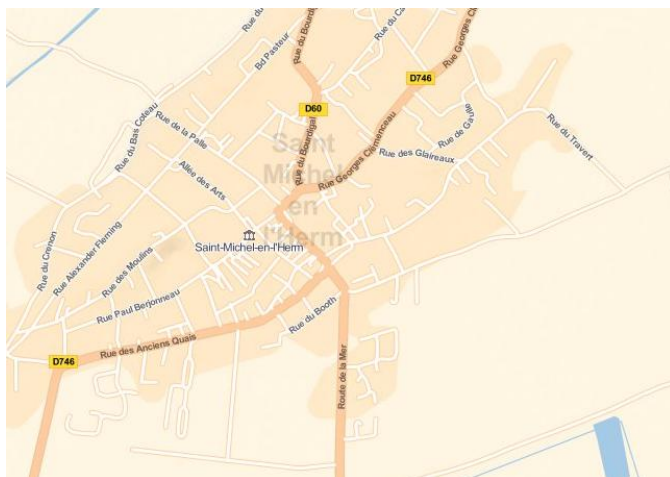 Rue du Bourdigal
Rue du Ca
Rue Georges Cl
Rue du
Bd Pasteur
D746
D60
Rue du Bas Coteau
Rue de la Palle
Rue du Bourdigal
Rue Georges Clemenceau
Rue de Gaulle
Rue du Travert
Rue des Glaireaux
Saint
Michel
en
l'Herm
Allée des Arts
Saint-Michel-en-l'Herm
Rue du Crenon
Rue Alexander Fleming
Rue des Moulins
Rue Paul Berjonneau
Rue du Booth
Rue des Anciens Quais
D746
Route de la Mer